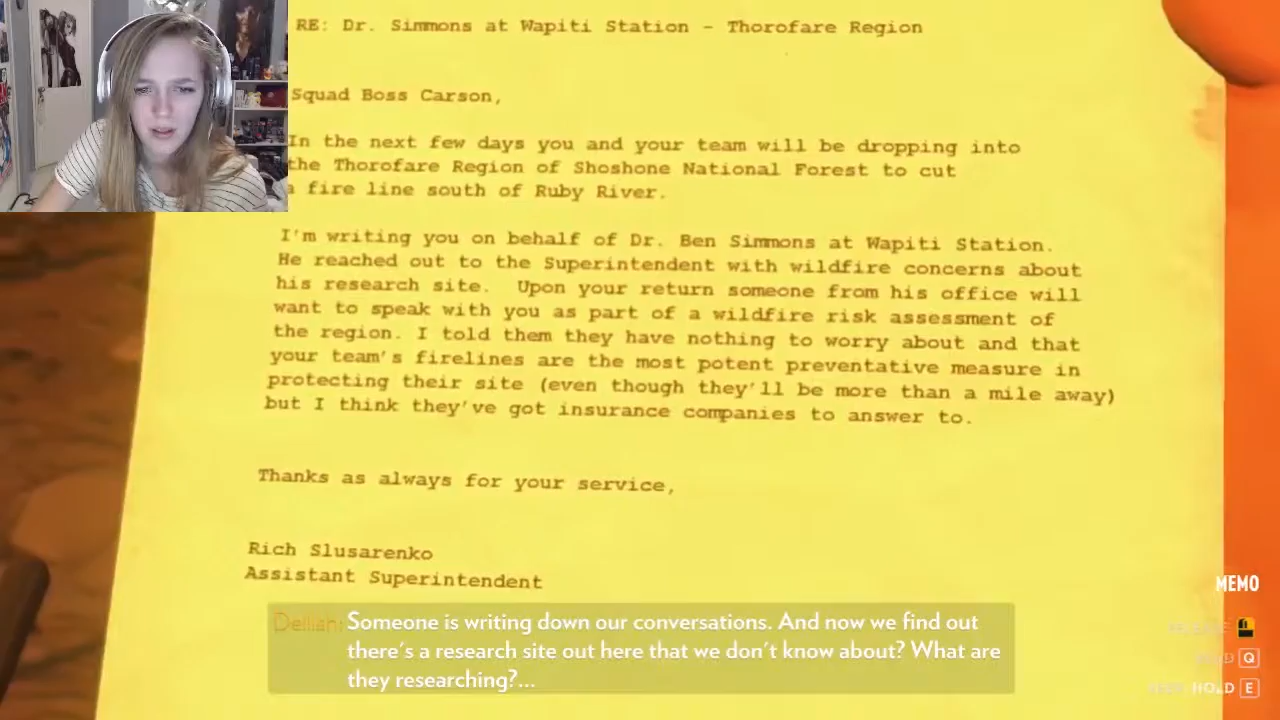 RE: Dr. Simmons at Wapiti Station - Thorofare Region
Squad Boss Carson,
In the next few days you and your team will be dropping into
the Thorofare Region of Shoshone National Forest to cut
a fire line south of Ruby River.
I'm writing you on behalf of Dr. Ben Simmons at Wapiti Station.
He reached out to the Superintendent with wildfire concerns about
his research site. Upon your return someone from his office will
want to speak with you as part of a wildfire risk assessment of
the region. I told them they have nothing to worry about and that
your team's firelines are the most potent preventative measure in
protecting their site (even though they'll be more than a mile away)
but I think they've got insurance companies to answer to.
Thanks as always for your service,
Rich Slusarenko
Assistant Superintendent
MEMO
Delilah: Someone is writing down our conversations. And now we find out
there's a research site out here that we don't know about? What are
they researching?...
Q
HOLD E